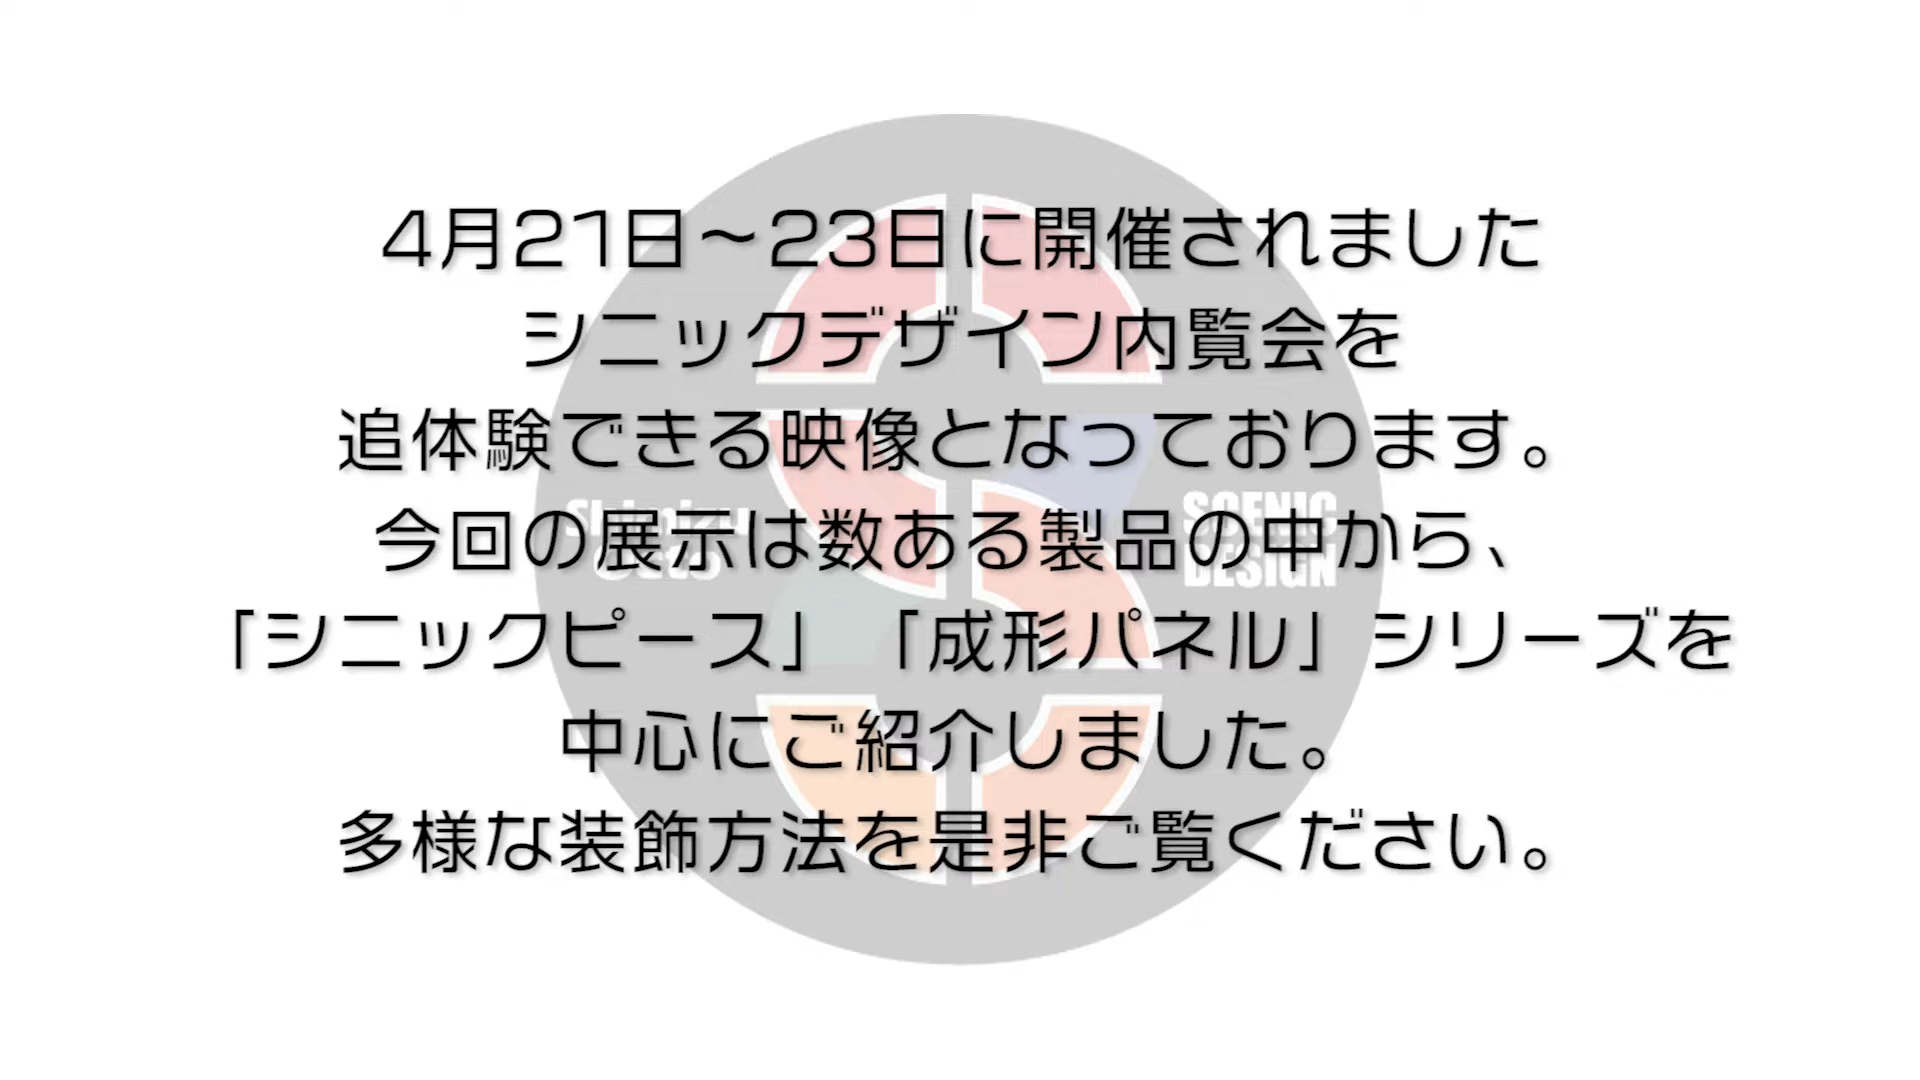 4月21日～23日に開催されました
シニックデザイン内覧会を
追体験できる映像となっております。
今回の展示は数ある製品の中から、
「シニックピース」「成形パネル」シリーズを
中心にご紹介しました。
多様な装飾方法を是非ご覧ください。
SCENIC
DESIGN